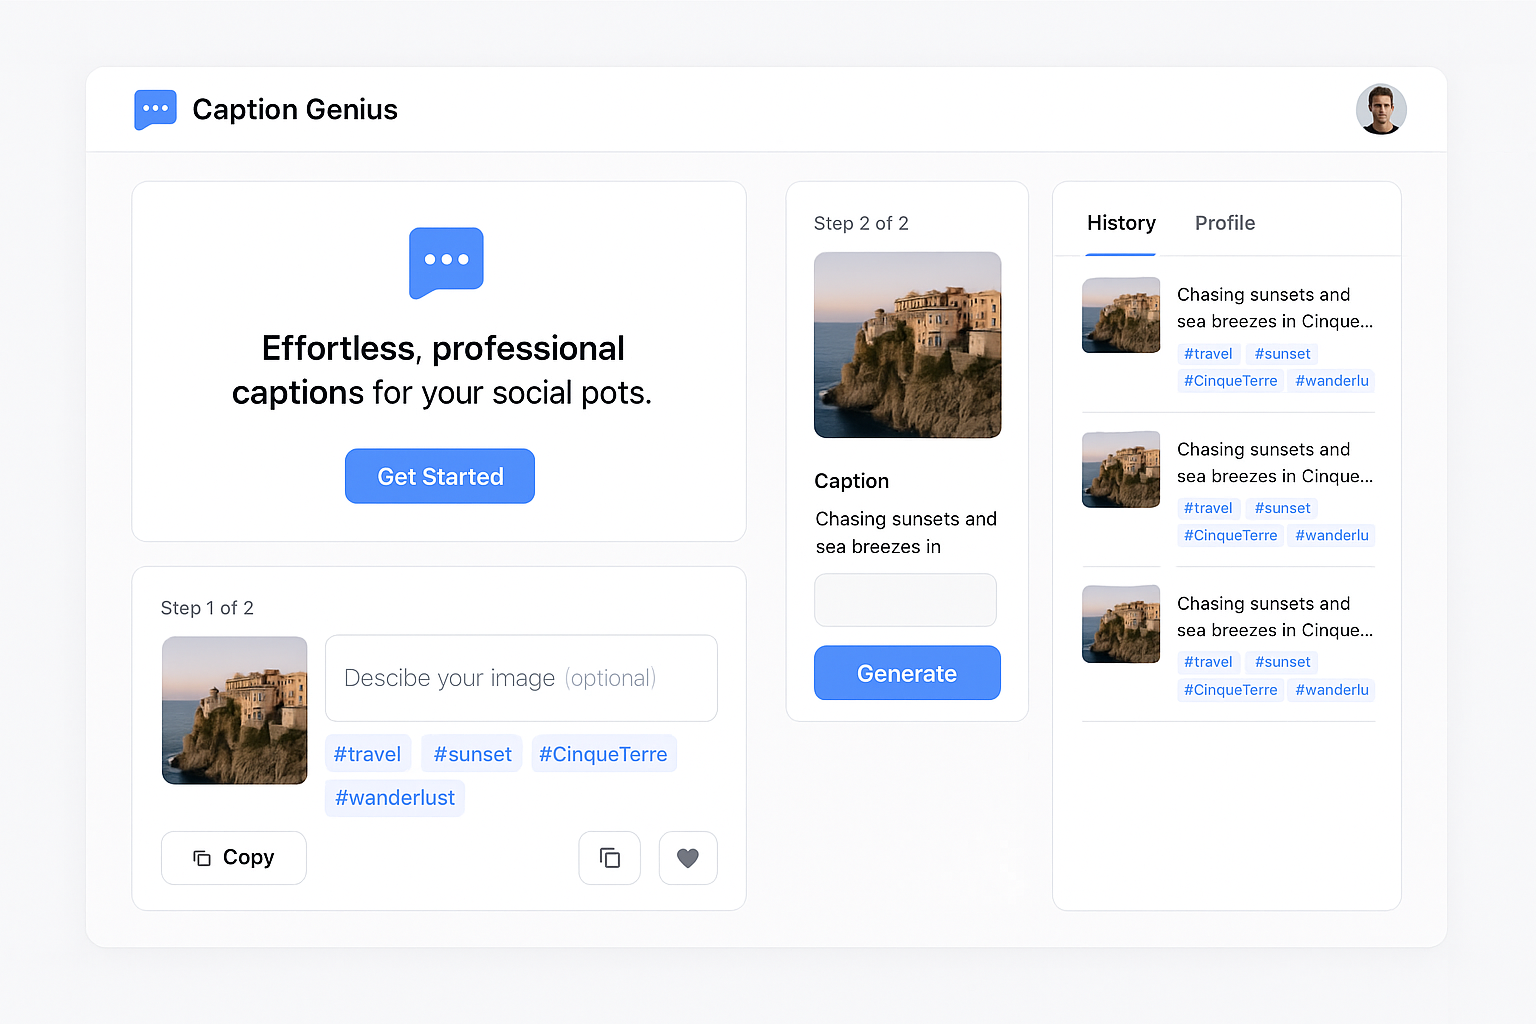 Caption Genius
Effortless, professional
captions for your social pots.
Get Started
Step 1 of 2
Descibe your image (optional)
#travel #sunset #CinqueTerre
#wanderlust
Copy
Step 2 of 2
Caption
Chasing sunsets and
sea breezes in
Generate
History Profile
Chasing sunsets and
sea breezes in Cinque...
#travel #sunset
#CinqueTerre #wanderlu
Chasing sunsets and
sea breezes in Cinque...
#travel #sunset
#CinqueTerre #wanderlu
Chasing sunsets and
sea breezes in Cinque...
#travel #sunset
#CinqueTerre #wanderlu